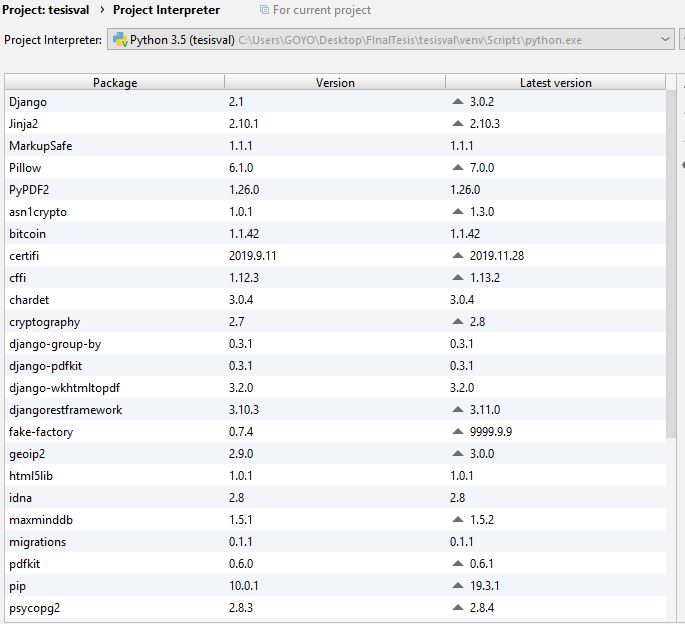 Project: tesisval › Project Interpreter For current project
Project Interpreter: Python 3.5 (tesisval) C:\Users\GOYO\Desktop\FInalTesis\tesisval\venv\Scripts\python.exe
Package Version Latest version
Django 2.1 3.0.2
Jinja2 2.10.1 2.10.3
MarkupSafe 1.1.1 1.1.1
Pillow 6.1.0 7.0.0
PyPDF2 1.26.0 1.26.0
asn1crypto 1.0.1 1.3.0
bitcoin 1.1.42 1.1.42
certifi 2019.9.11 2019.11.28
cffi 1.12.3 1.13.2
chardet 3.0.4 3.0.4
cryptography 2.7 2.8
django-group-by 0.3.1 0.3.1
django-pdfkit 0.3.1 0.3.1
django-wkhtmltopdf 3.2.0 3.2.0
djangorestframework 3.10.3 3.11.0
fake-factory 0.7.4 9999.9.9
geoip2 2.9.0 3.0.0
html5lib 1.0.1 1.0.1
idna 2.8 2.8
maxminddb 1.5.1 1.5.2
migrations 0.1.1 0.1.1
pdfkit 0.6.0 0.6.1
pip 10.0.1 19.3.1
psycopg2 2.8.3 2.8.4